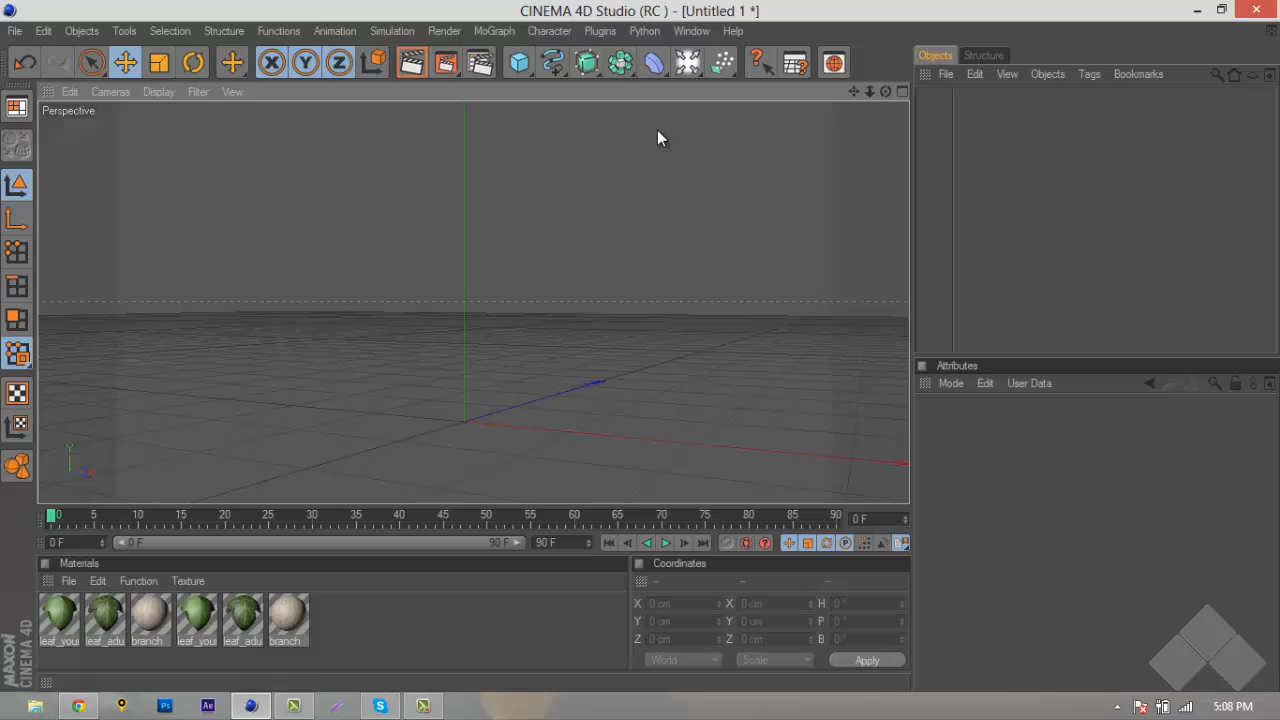 CINEMA 4D Studio (RC ) - [Untitled 1 *]
File Edit Objects Tools Selection Structure Functions Animation Simulation Render MoGraph Character Plugins Python Window Help
Objects Structure
File Edit View Objects Tags Bookmarks
Edit Cameras Display Filter View
Perspective
Y
Attributes
Mode Edit User Data
0 5 10 15 20 25 30 35 40 45 50 55 60 65 70 75 80 85 90 0 F
0 F 0 F 90 F 90 F
Materials
File Edit Function Texture
leaf_you leaf_adu branch leaf_you leaf_adu branch
Coordinates
-- -- --
X 0 cm X 0 cm H 0 °
Y 0 cm Y 0 cm P 0 °
Z 0 cm Z 0 cm B 0 °
World Scale Apply
MAXON
CINEMA 4D
Ps Ae
5:08 PM